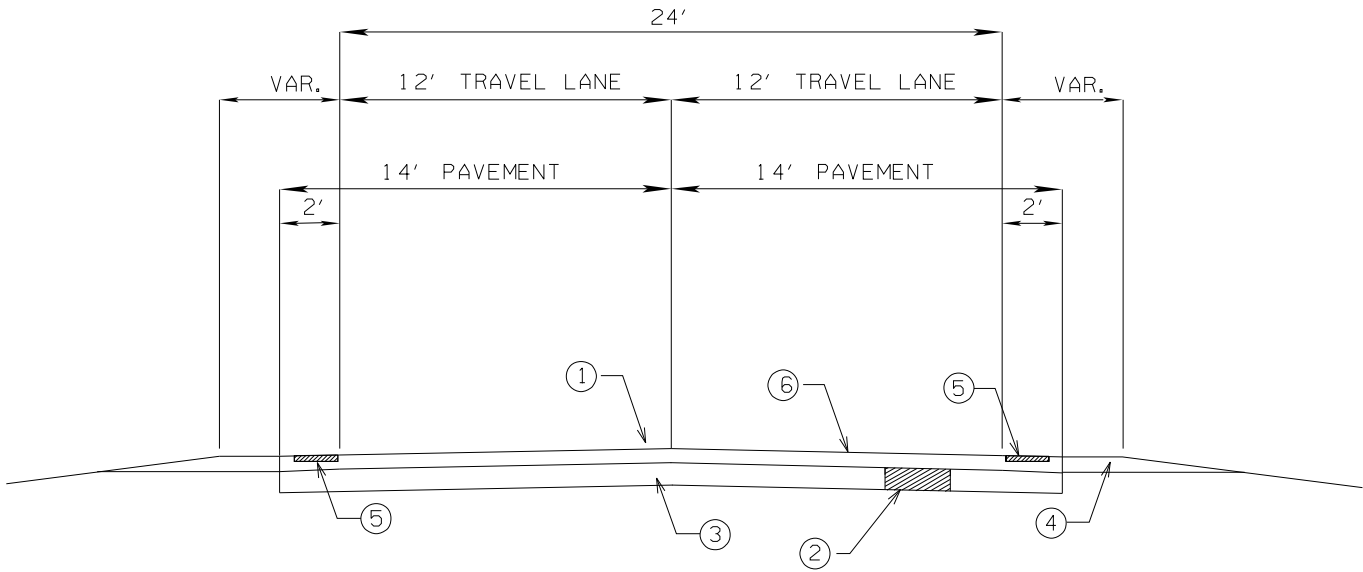 24'
VAR.
12' TRAVEL LANE
12' TRAVEL LANE
VAR.
14' PAVEMENT
14' PAVEMENT
2'
2'
1
6
5
5
3
2
4